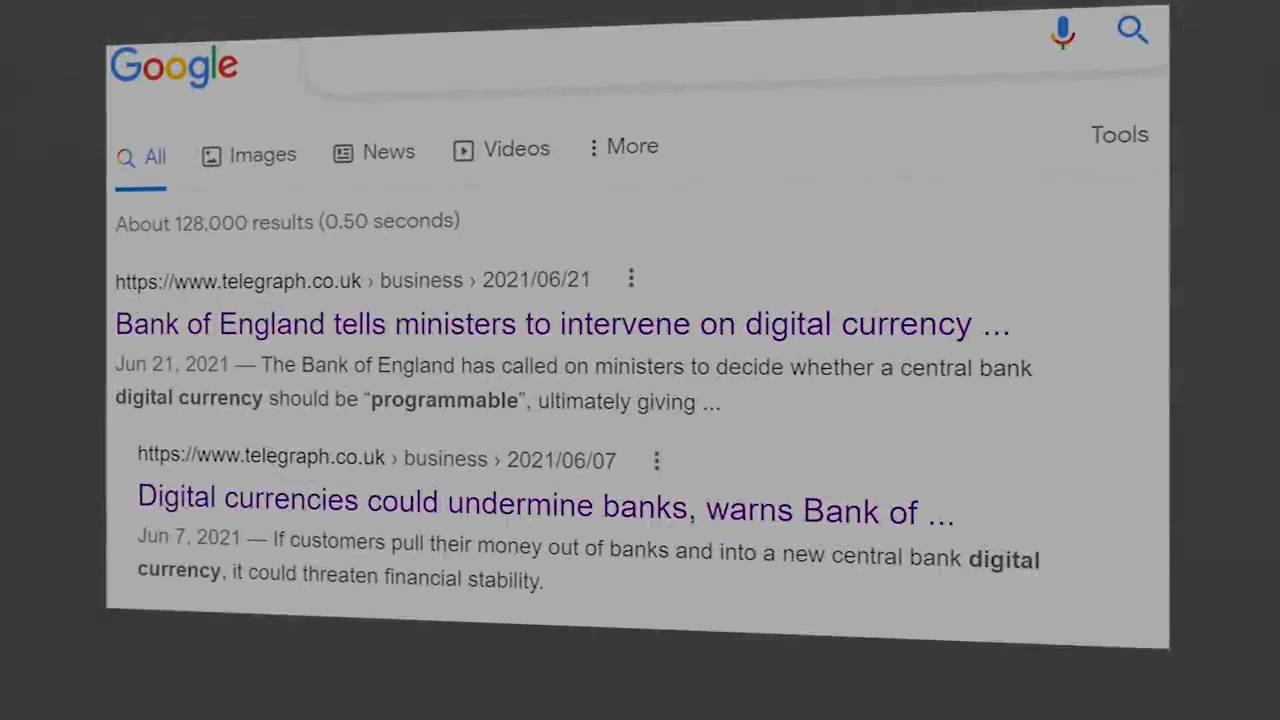 Google
All Images News Videos More Tools
About 128,000 results (0.50 seconds)
https://www.telegraph.co.uk › business › 2021/06/21
Bank of England tells ministers to intervene on digital currency ...
Jun 21, 2021 — The Bank of England has called on ministers to decide whether a central bank
digital currency should be “programmable”, ultimately giving ...
https://www.telegraph.co.uk › business › 2021/06/07
Digital currencies could undermine banks, warns Bank of ...
Jun 7, 2021 — If customers pull their money out of banks and into a new central bank digital
currency, it could threaten financial stability.